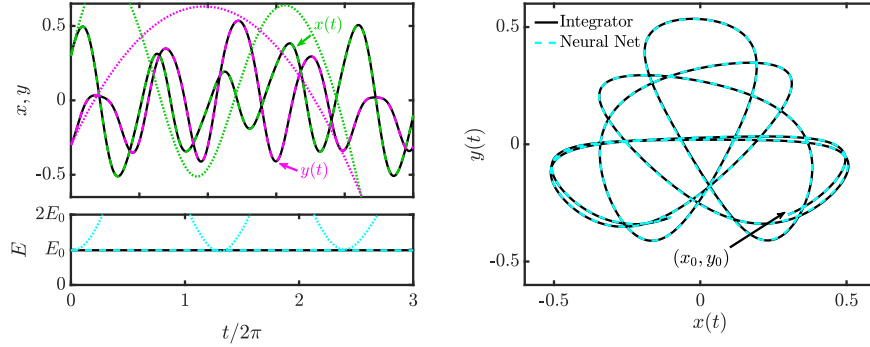 x, y
0.5
0
-0.5
x(t)
y(t)
E
2E₀
E₀
0
0
1
2
3
t/2π
y(t)
0.5
0
-0.5
Integrator
Neural Net
(x₀, y₀)
-0.5
0
0.5
x(t)